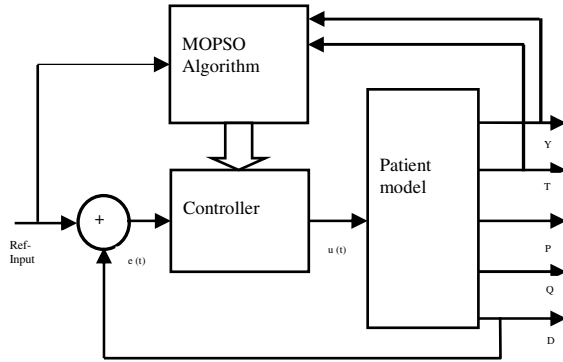 MOPSO
Algorithm
Patient
model
Controller
+
Ref-
Input
e (t)
u (t)
Y
T
P
Q
D